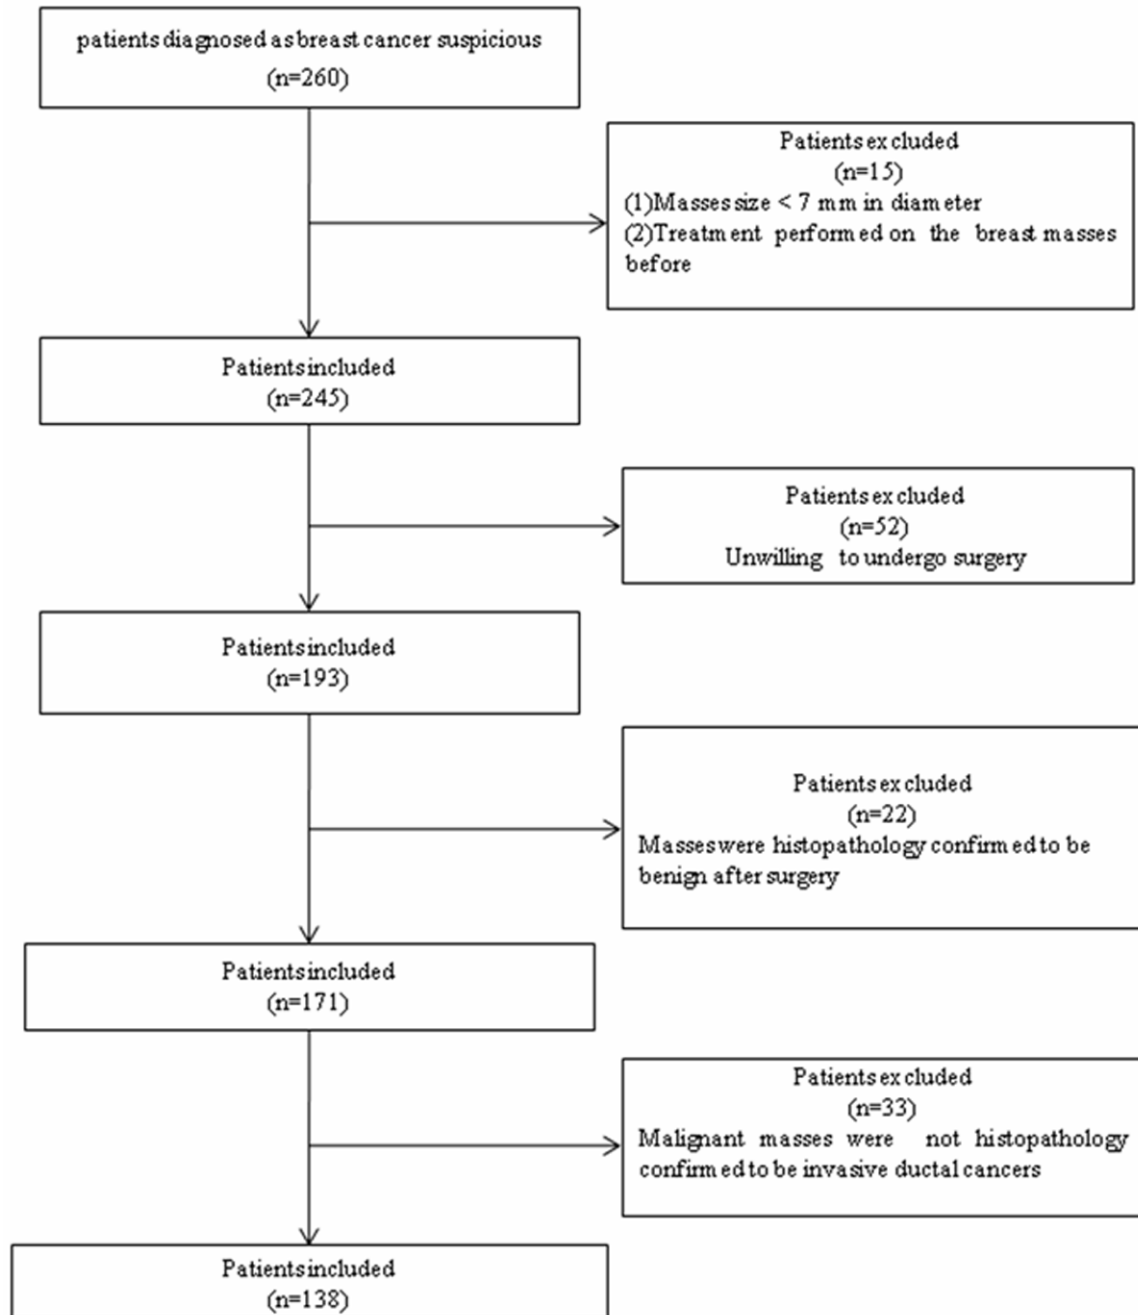 patients diagnosed as breast cancer suspicious
(n=260)
Patients excluded
(n=15)
(1)Masses size < 7 mm in diameter
(2)Treatment performed on the breast masses
before
Patients included
(n=245)
Patients excluded
(n=52)
Unwilling to undergo surgery
Patients included
(n=193)
Patients excluded
(n=22)
Masses were histopathology confirmed to be
benign after surgery
Patients included
(n=171)
Patients excluded
(n=33)
Malignant masses were not histopathology
confirmed to be invasive ductal cancers
Patients included
(n=138)